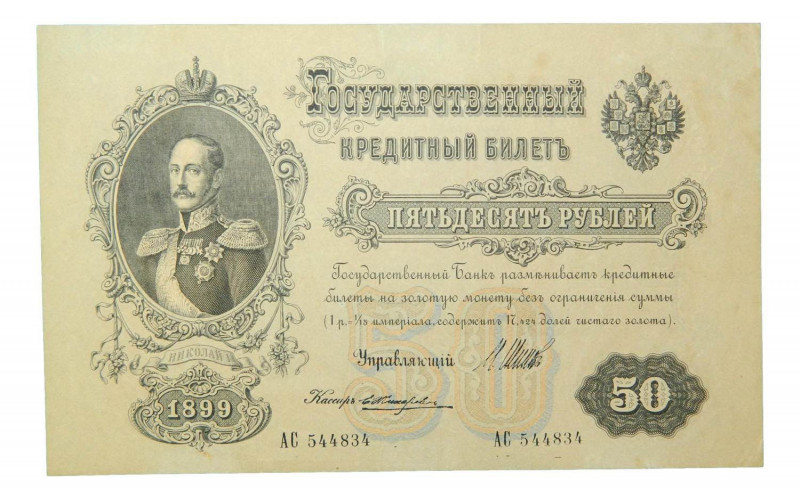 Государственный
кредитный билетъ
пятьдесятъ рублей
Государственный Банкъ размѣниваетъ кредитные
билеты на золотую монету безъ ограниченія суммы
(1 р.=1/15 имперіала, содержитъ 17,424 долей чистаго золота).
50
Управляющій
Кассиръ
НИКОЛАЙ I
1899
50
АС 544834
АС 544834